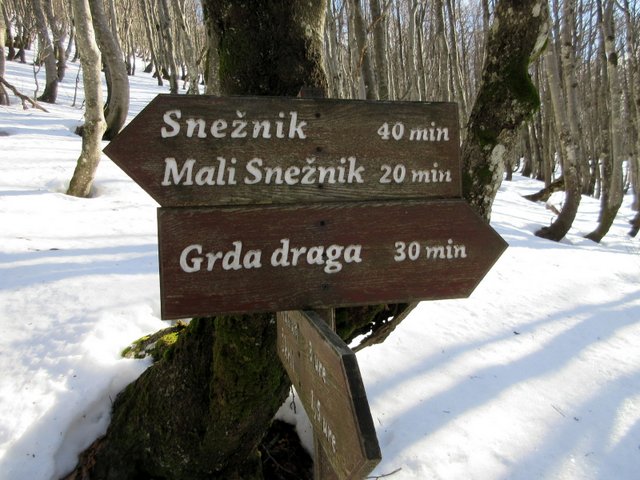 Snežnik 40 min
Mali Snežnik 20 min
Grda draga 30 min